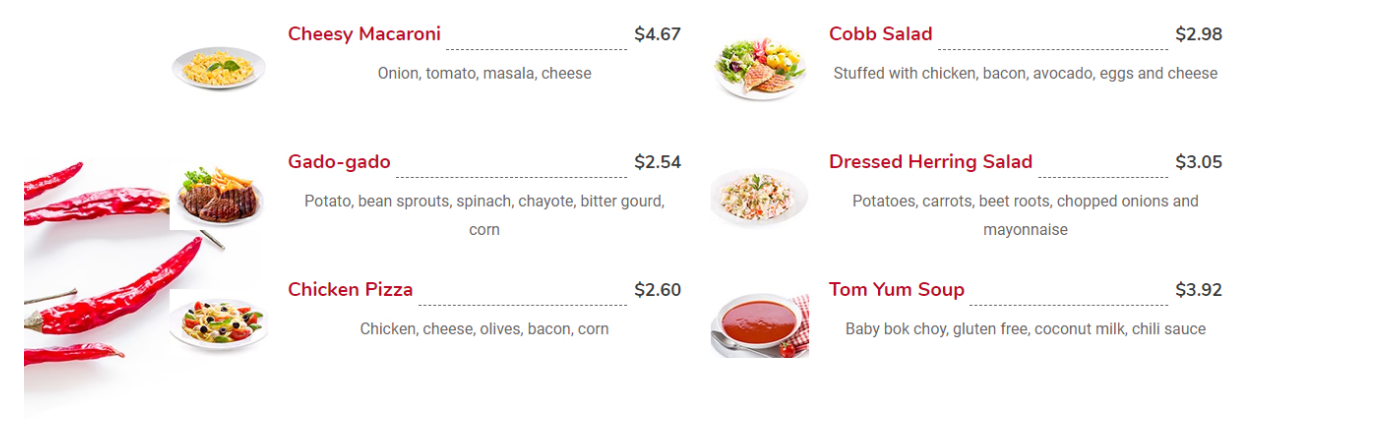 Cheesy Macaroni $4.67
Onion, tomato, masala, cheese
Cobb Salad $2.98
Stuffed with chicken, bacon, avocado, eggs and cheese
Gado-gado $2.54
Potato, bean sprouts, spinach, chayote, bitter gourd,
corn
Dressed Herring Salad $3.05
Potatoes, carrots, beet roots, chopped onions and
mayonnaise
Chicken Pizza $2.60
Chicken, cheese, olives, bacon, corn
Tom Yum Soup $3.92
Baby bok choy, gluten free, coconut milk, chili sauce